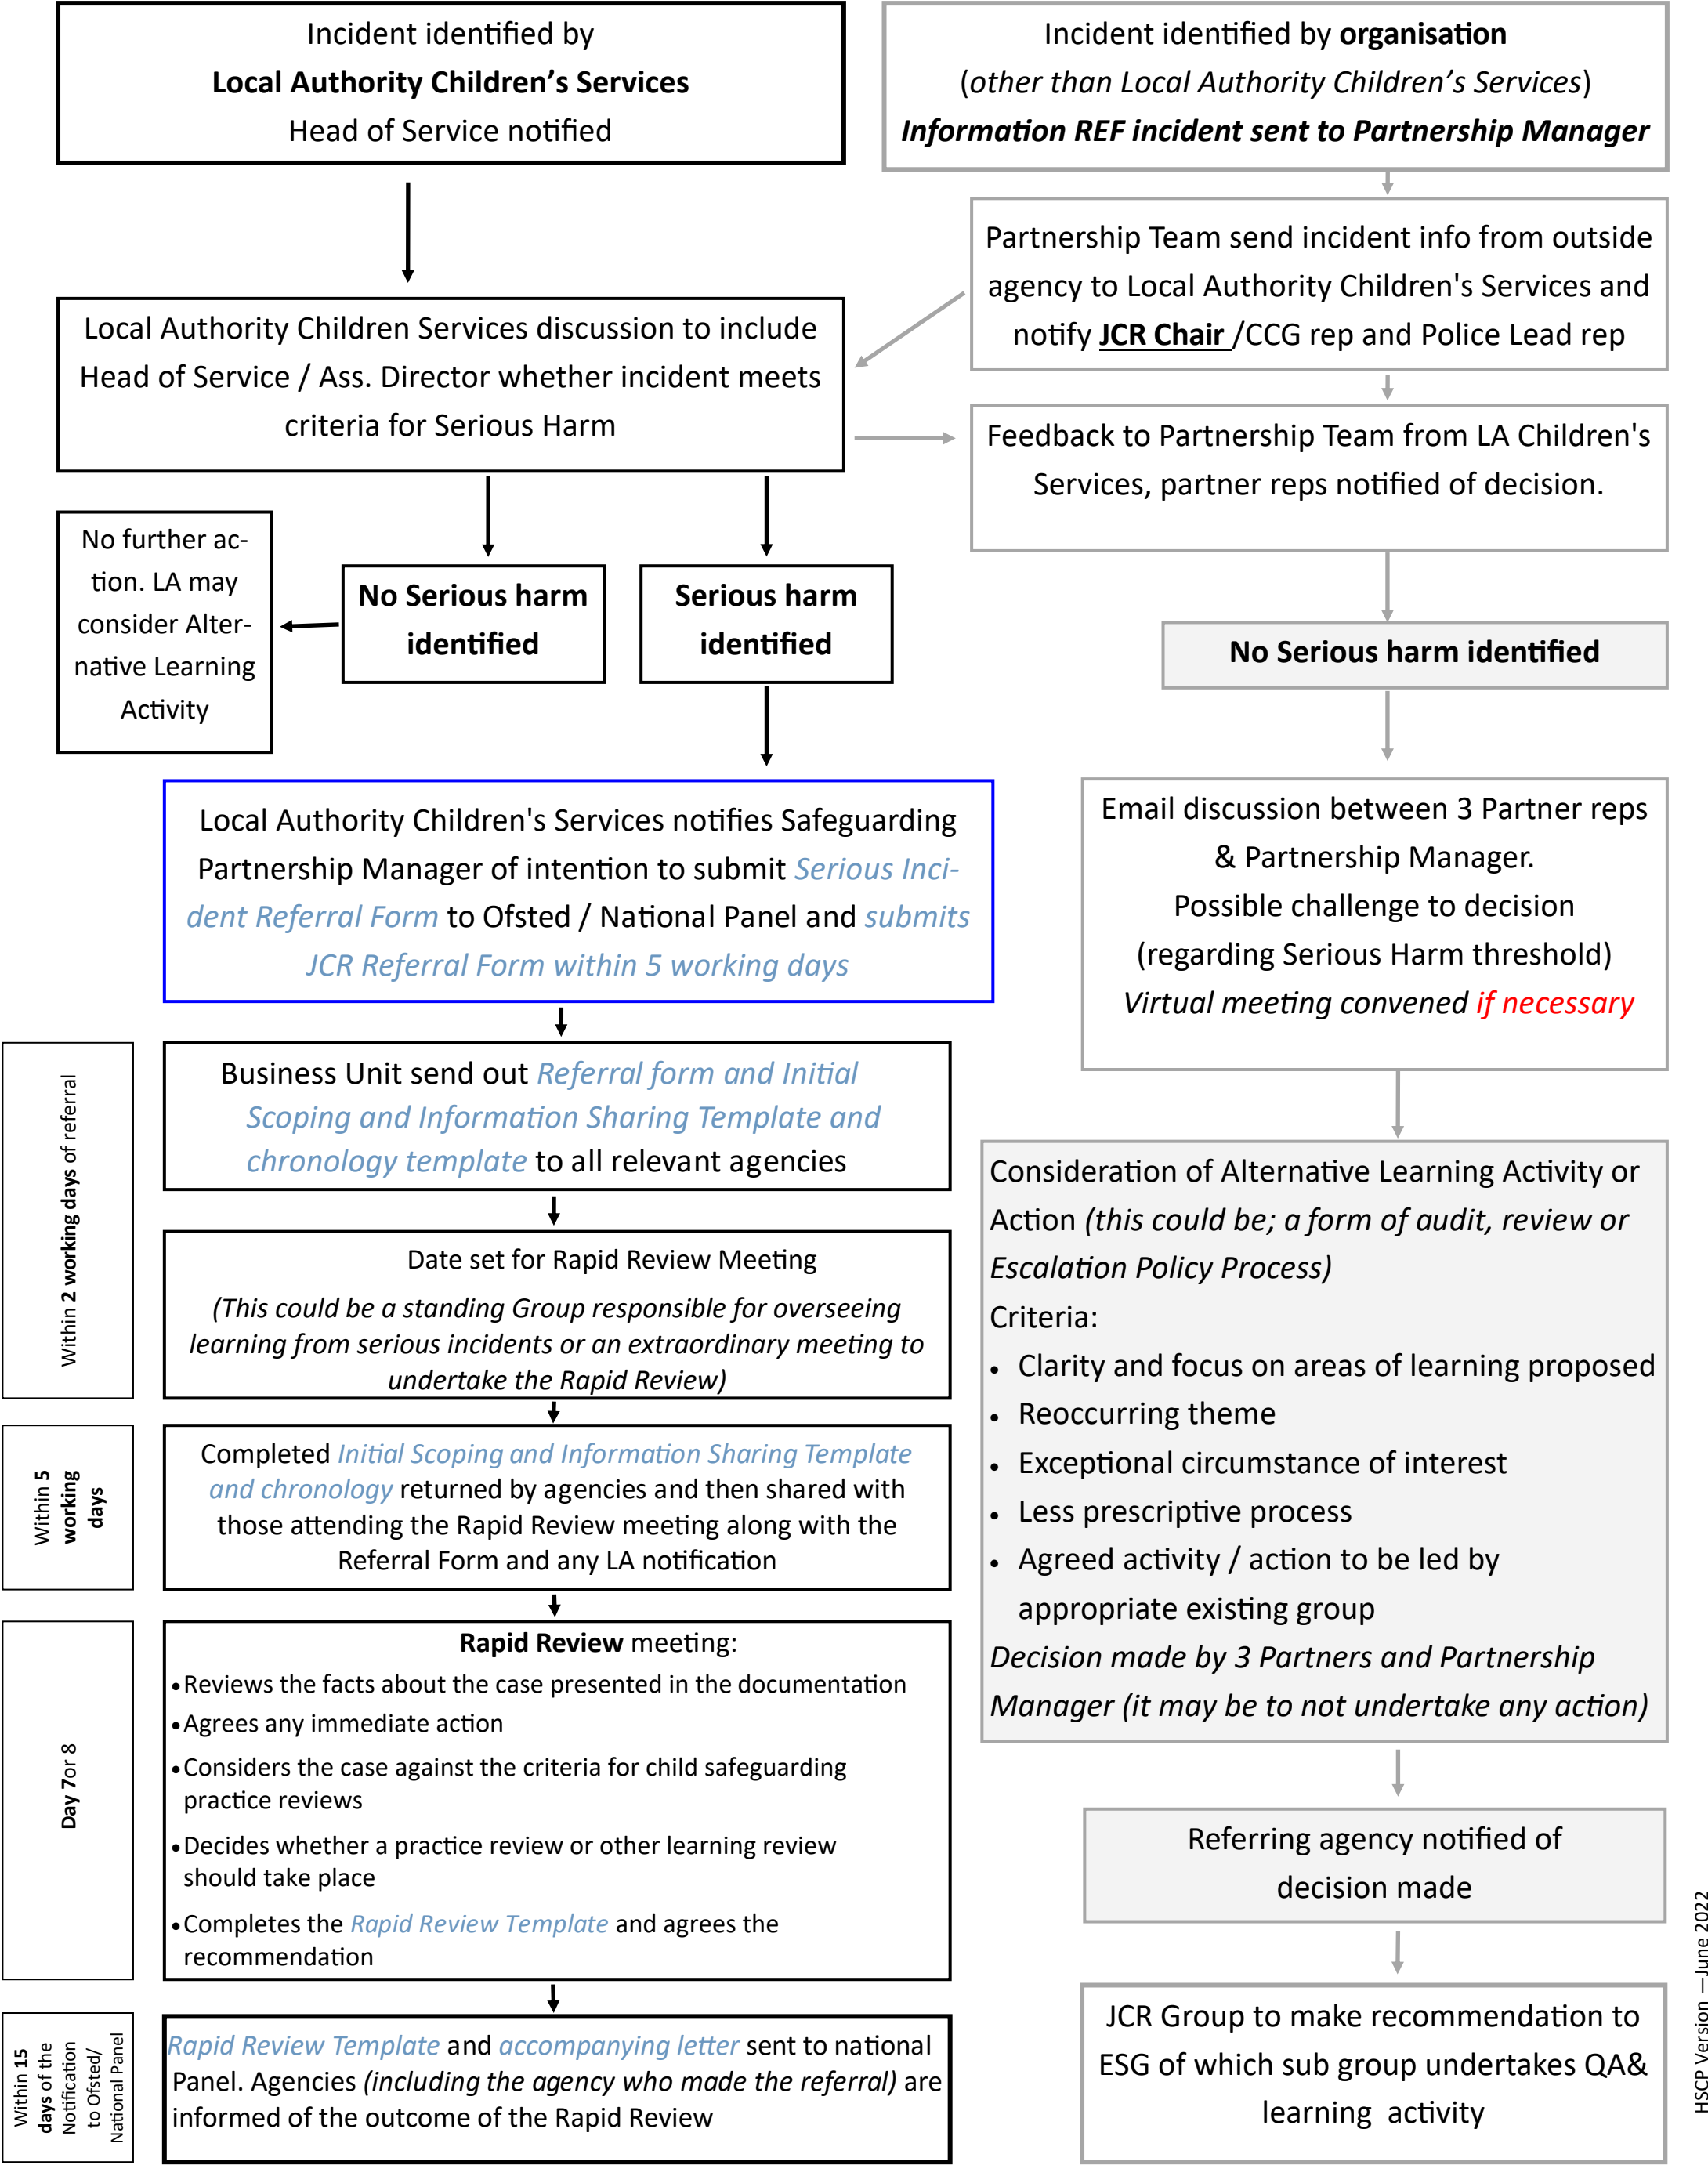 Incident identified by
Local Authority Children’s Services
Head of Service notified
Incident identified by organisation
(other than Local Authority Children’s Services)
Information REF incident sent to Partnership Manager
Partnership Team send incident info from outside
agency to Local Authority Children's Services and
notify JCR Chair /CCG rep and Police Lead rep
Local Authority Children Services discussion to include
Head of Service / Ass. Director whether incident meets
criteria for Serious Harm
Feedback to Partnership Team from LA Children's
Services, partner reps notified of decision.
No further ac-
tion. LA may
consider Alter-
native Learning
Activity
No Serious harm
identified
Serious harm
identified
No Serious harm identified
Local Authority Children's Services notifies Safeguarding
Partnership Manager of intention to submit Serious Inci-
dent Referral Form to Ofsted / National Panel and submits
JCR Referral Form within 5 working days
Email discussion between 3 Partner reps
& Partnership Manager.
Possible challenge to decision
(regarding Serious Harm threshold)
Virtual meeting convened if necessary
Within 2 working days of referral
Business Unit send out Referral form and Initial
Scoping and Information Sharing Template and
chronology template to all relevant agencies
Date set for Rapid Review Meeting
(This could be a standing Group responsible for overseeing
learning from serious incidents or an extraordinary meeting to
undertake the Rapid Review)
Within 5
working
days
Completed Initial Scoping and Information Sharing Template
and chronology returned by agencies and then shared with
those attending the Rapid Review meeting along with the
Referral Form and any LA notification
Consideration of Alternative Learning Activity or
Action (this could be; a form of audit, review or
Escalation Policy Process)
Criteria:
• Clarity and focus on areas of learning proposed
• Reoccurring theme
• Exceptional circumstance of interest
• Less prescriptive process
• Agreed activity / action to be led by
appropriate existing group
Decision made by 3 Partners and Partnership
Manager (it may be to not undertake any action)
Day 7or 8
Rapid Review meeting:
• Reviews the facts about the case presented in the documentation
• Agrees any immediate action
• Considers the case against the criteria for child safeguarding
practice reviews
• Decides whether a practice review or other learning review
should take place
• Completes the Rapid Review Template and agrees the
recommendation
Referring agency notified of
decision made
Within 15
days of the
Notification
to Ofsted/
National Panel
Rapid Review Template and accompanying letter sent to national
Panel. Agencies (including the agency who made the referral) are
informed of the outcome of the Rapid Review
JCR Group to make recommendation to
ESG of which sub group undertakes QA&
learning activity
HSCP Version —June 2022